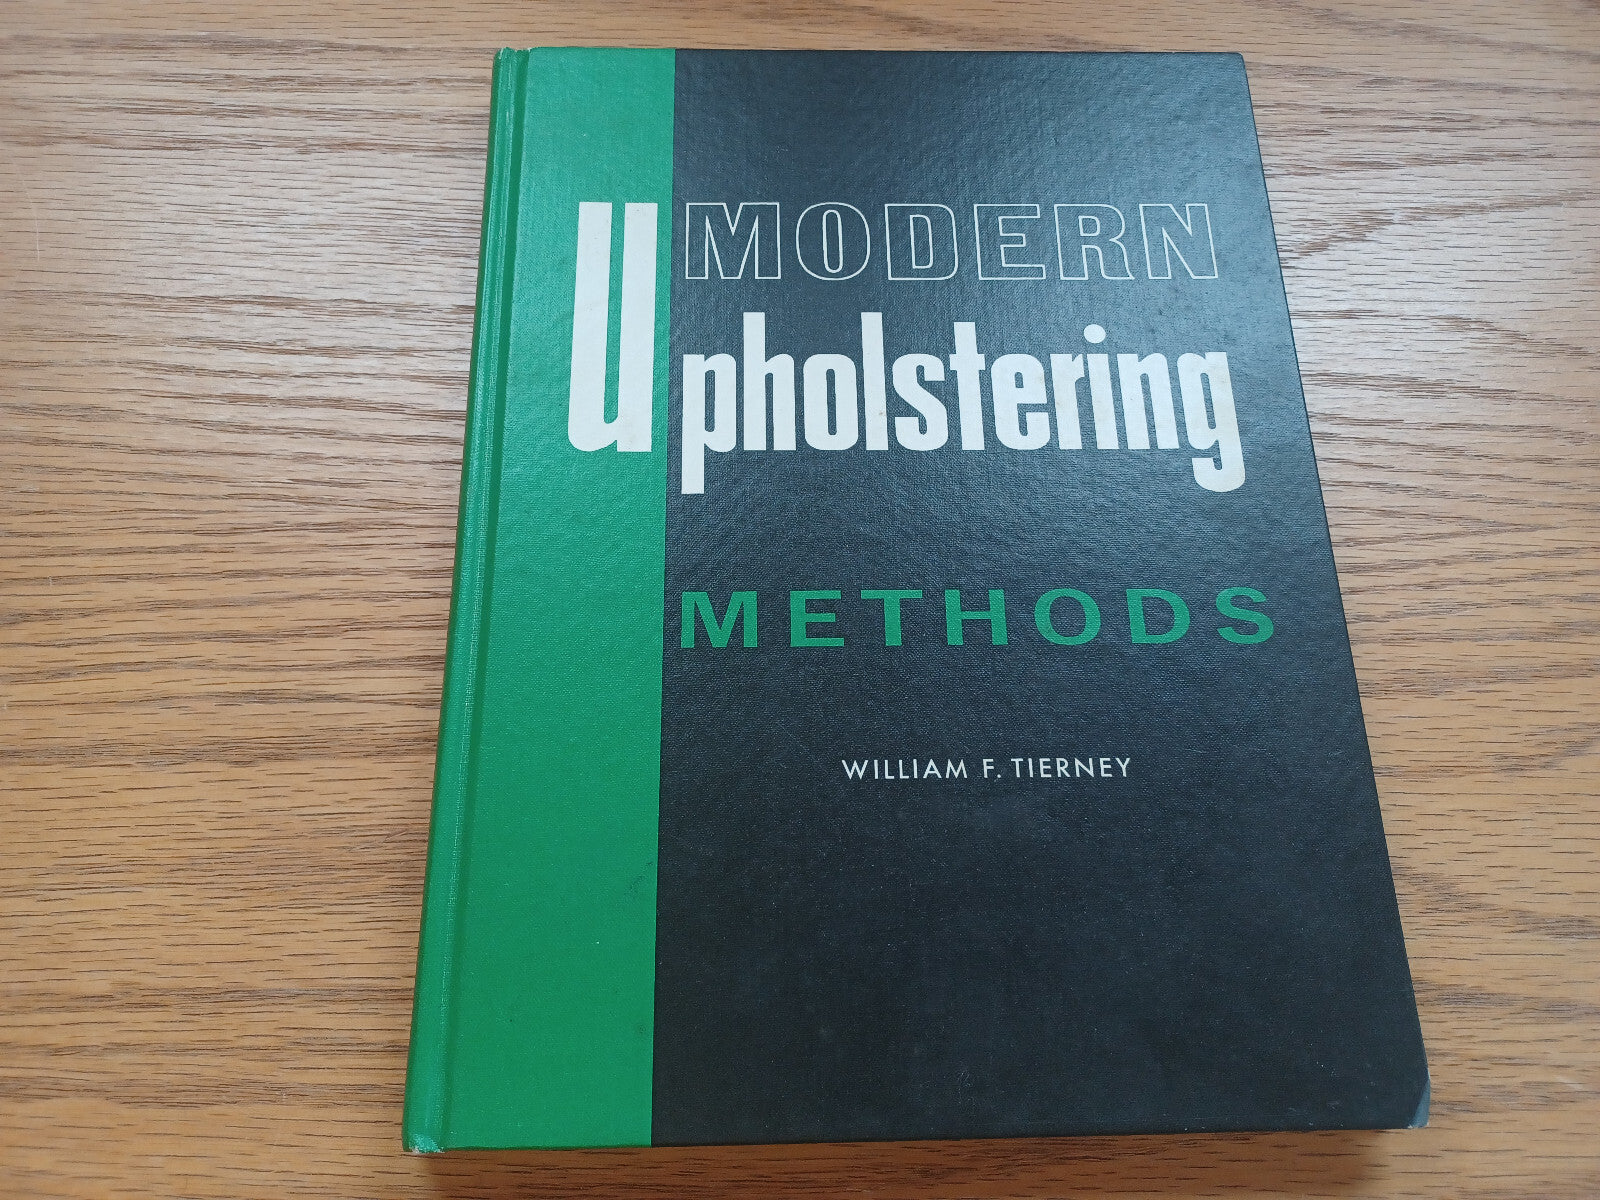 MODERN
Upholstering
METHODS
WILLIAM F. TIERNEY